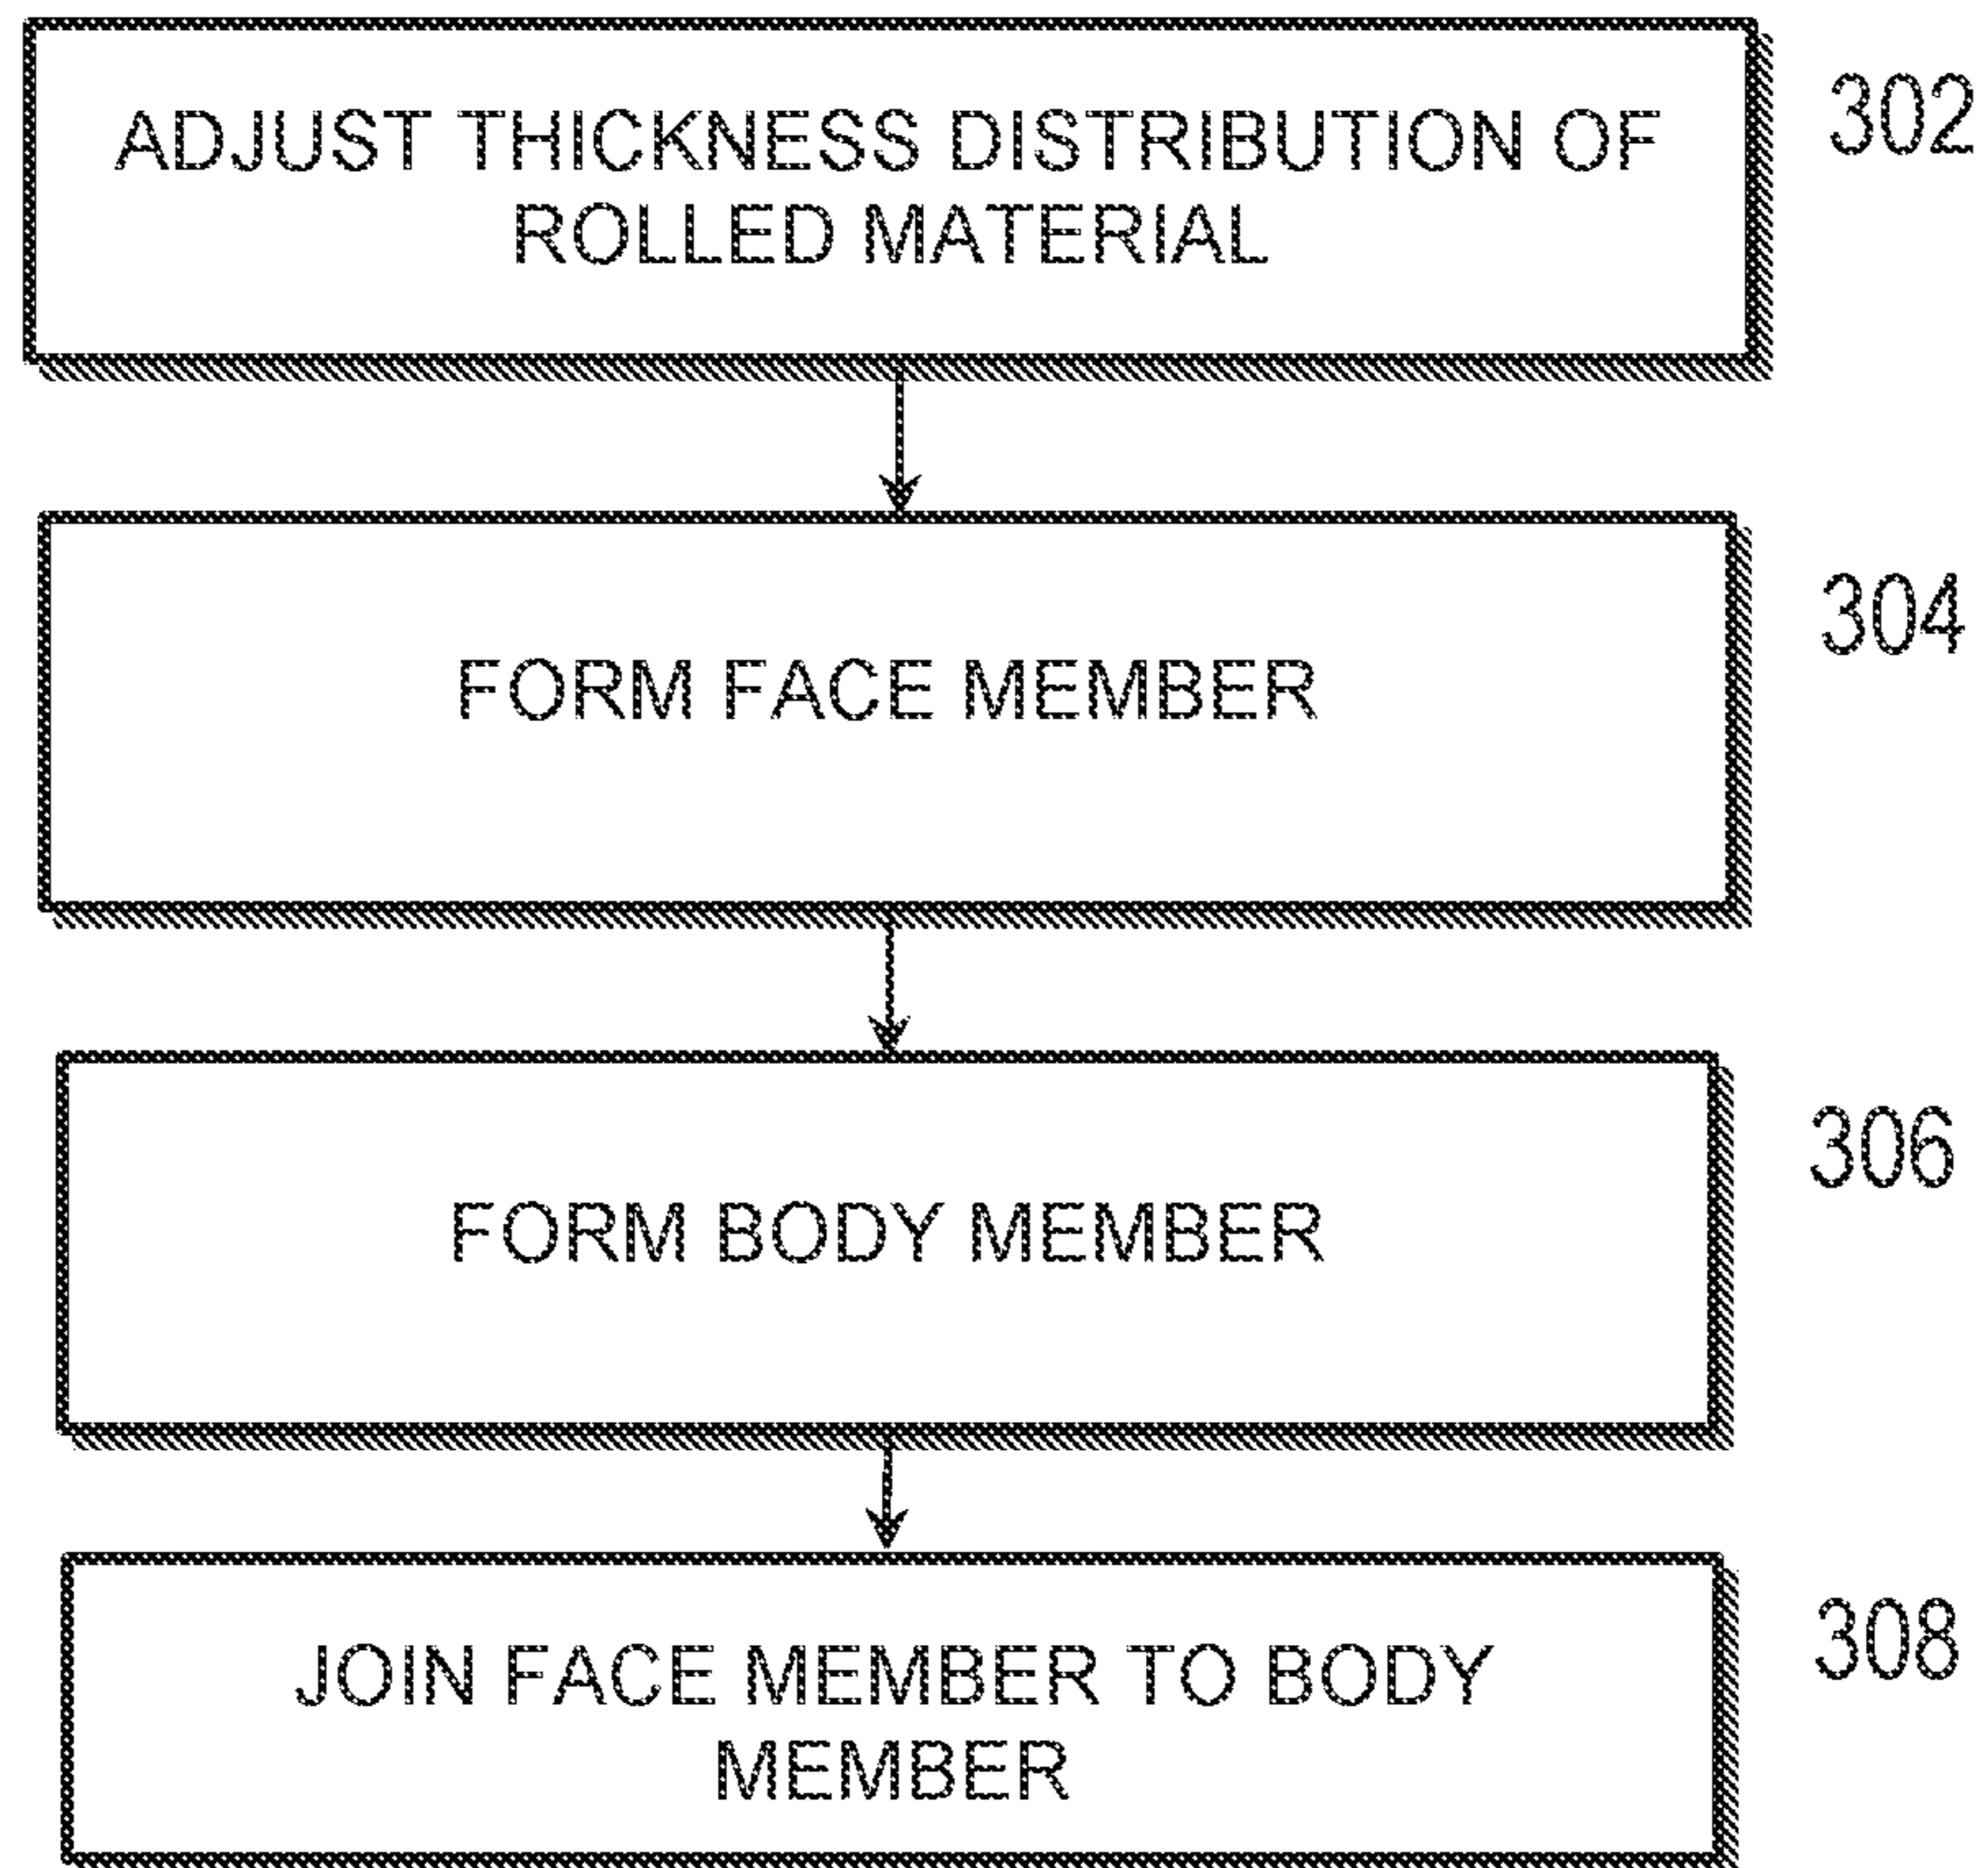 ADJUST THICKNESS DISTRIBUTION OF
ROLLED MATERIAL
302
FORM FACE MEMBER
304
FORM BODY MEMBER
306
JOIN FACE MEMBER TO BODY
MEMBER
308